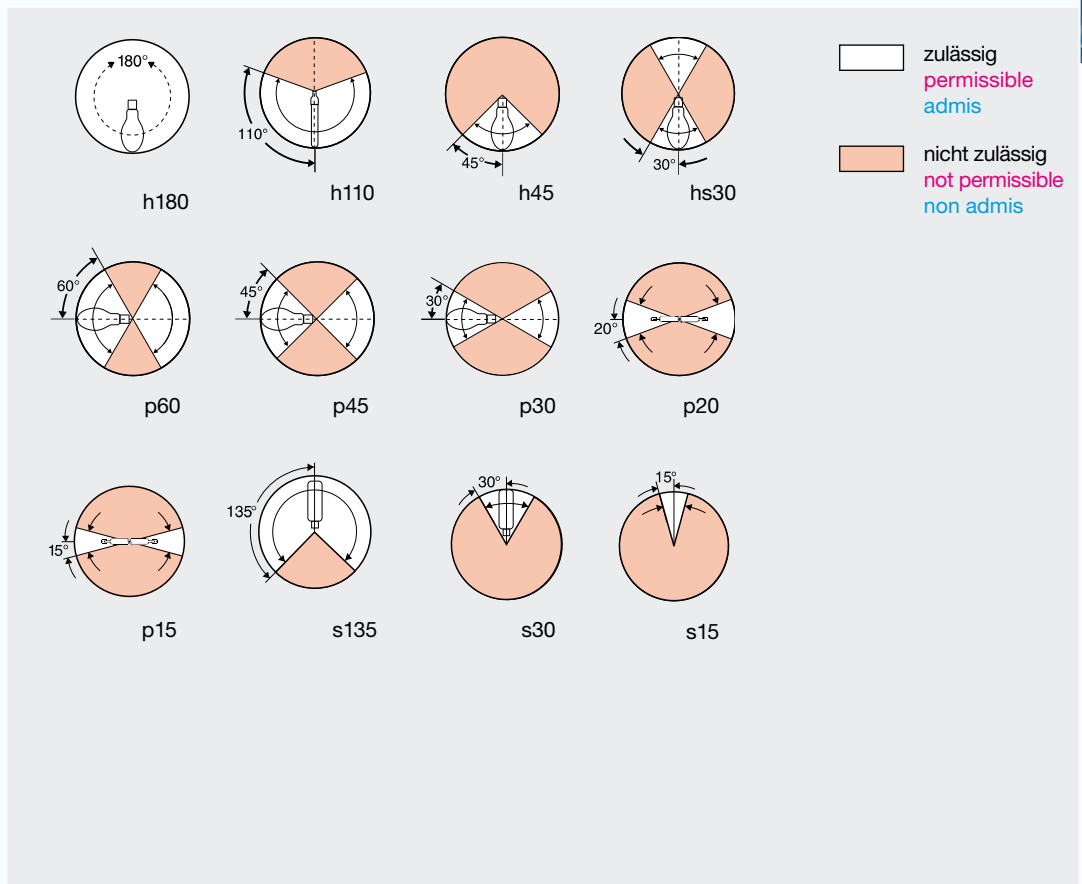 180°
110°
45°
30°
h180
h110
h45
hs30
zulässig
permissible
admis
nicht zulässig
not permissible
non admis
60°
45°
30°
20°
p60
p45
p30
p20
15°
135°
30°
15°
p15
s135
s30
s15